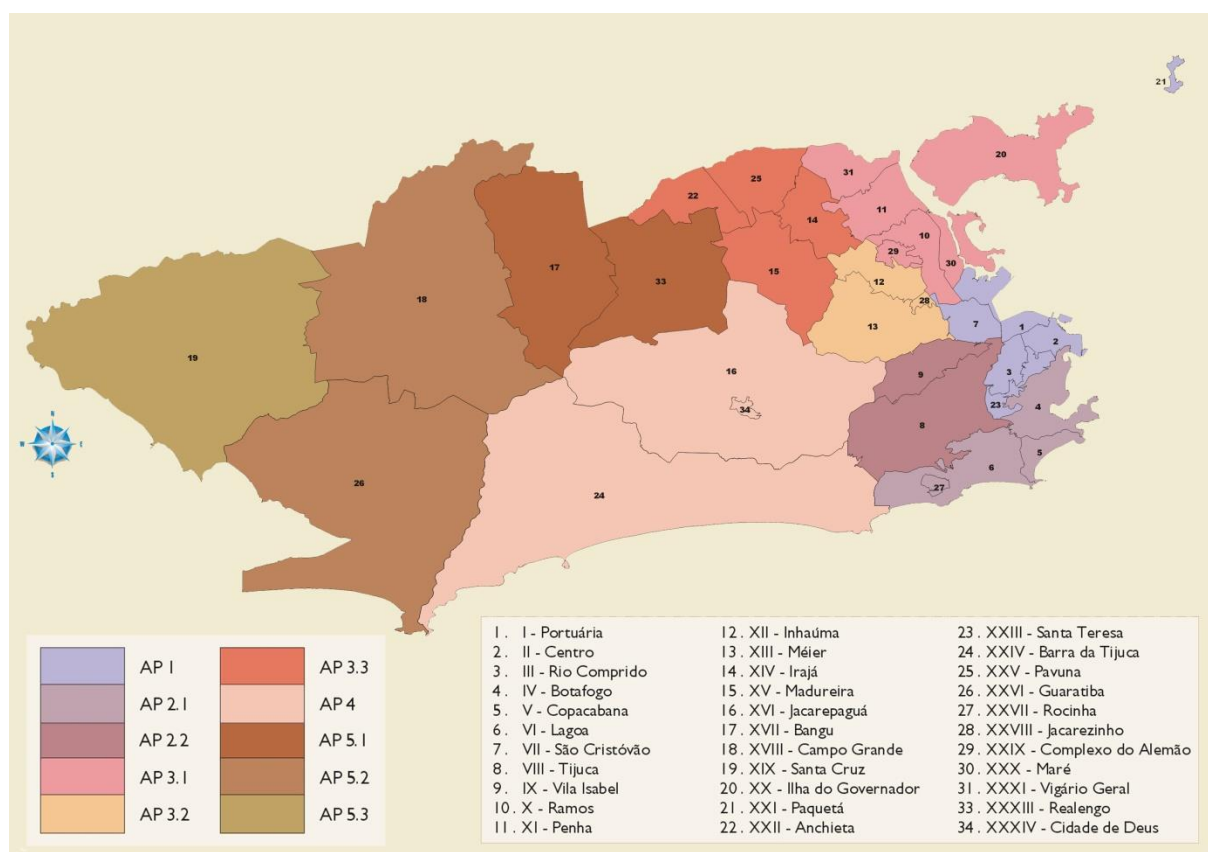 21
20
31
25
22
11
14
10
29
30
17
15
12
33
18
28
7
13
1
2
19
16
9
3
34
23
4
8
5
6
27
26
24
N
W
E
S
AP 1
AP 2.1
AP 2.2
AP 3.1
AP 3.2
AP 3.3
AP 4
AP 5.1
AP 5.2
AP 5.3
1. I - Portuária
2. II - Centro
3. III - Rio Comprido
4. IV - Botafogo
5. V - Copacabana
6. VI - Lagoa
7. VII - São Cristóvão
8. VIII - Tijuca
9. IX - Vila Isabel
10. X - Ramos
11. XI - Penha
12. XII - Inhaúma
13. XIII - Méier
14. XIV - Irajá
15. XV - Madureira
16. XVI - Jacarepaguá
17. XVII - Bangu
18. XVIII - Campo Grande
19. XIX - Santa Cruz
20. XX - Ilha do Governador
21. XXI - Paquetá
22. XXII - Anchieta
23. XXIII - Santa Teresa
24. XXIV - Barra da Tijuca
25. XXV - Pavuna
26. XXVI - Guaratiba
27. XXVII - Rocinha
28. XXVIII - Jacarezinho
29. XXIX - Complexo do Alemão
30. XXX - Maré
31. XXXI - Vigário Geral
33. XXXIII - Realengo
34. XXXIV - Cidade de Deus